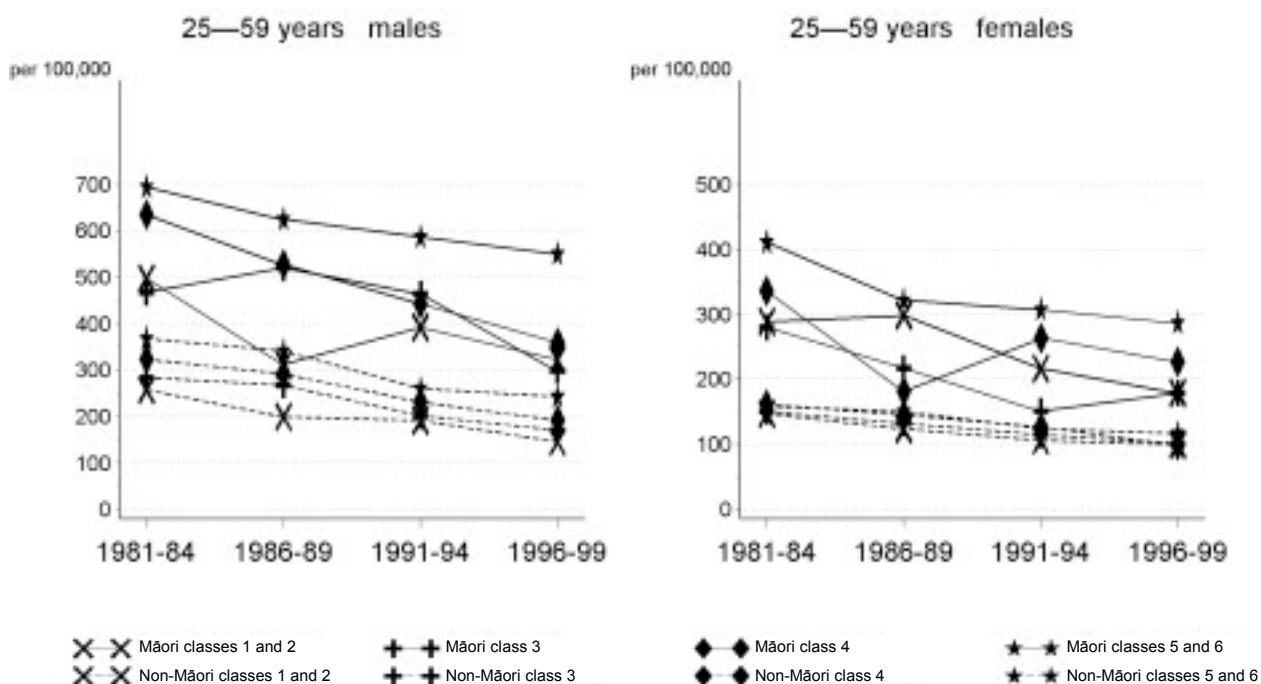 25—59 years males
25—59 years females
per 100,000
per 100,000
700
600
500
400
300
200
100
0
500
400
300
200
100
0
1981-84 1986-89 1991-94 1996-99
1981-84 1986-89 1991-94 1996-99
Māori classes 1 and 2
Māori class 3
Māori class 4
Māori classes 5 and 6
Non-Māori classes 1 and 2
Non-Māori class 3
Non-Māori class 4
Non-Māori classes 5 and 6